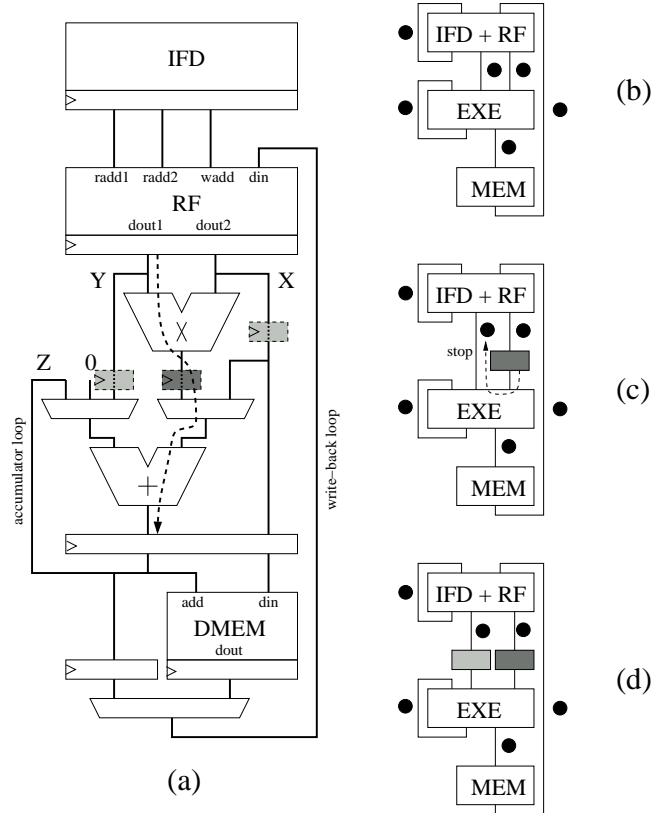 IFD
radd1 radd2 wadd din
RF
dout1 dout2
Y X
Z 0
accumulator loop
write−back loop
add din
DMEM
dout
(a)
IFD + RF
EXE
MEM
(b)
IFD + RF
stop
EXE
MEM
(c)
IFD + RF
EXE
MEM
(d)